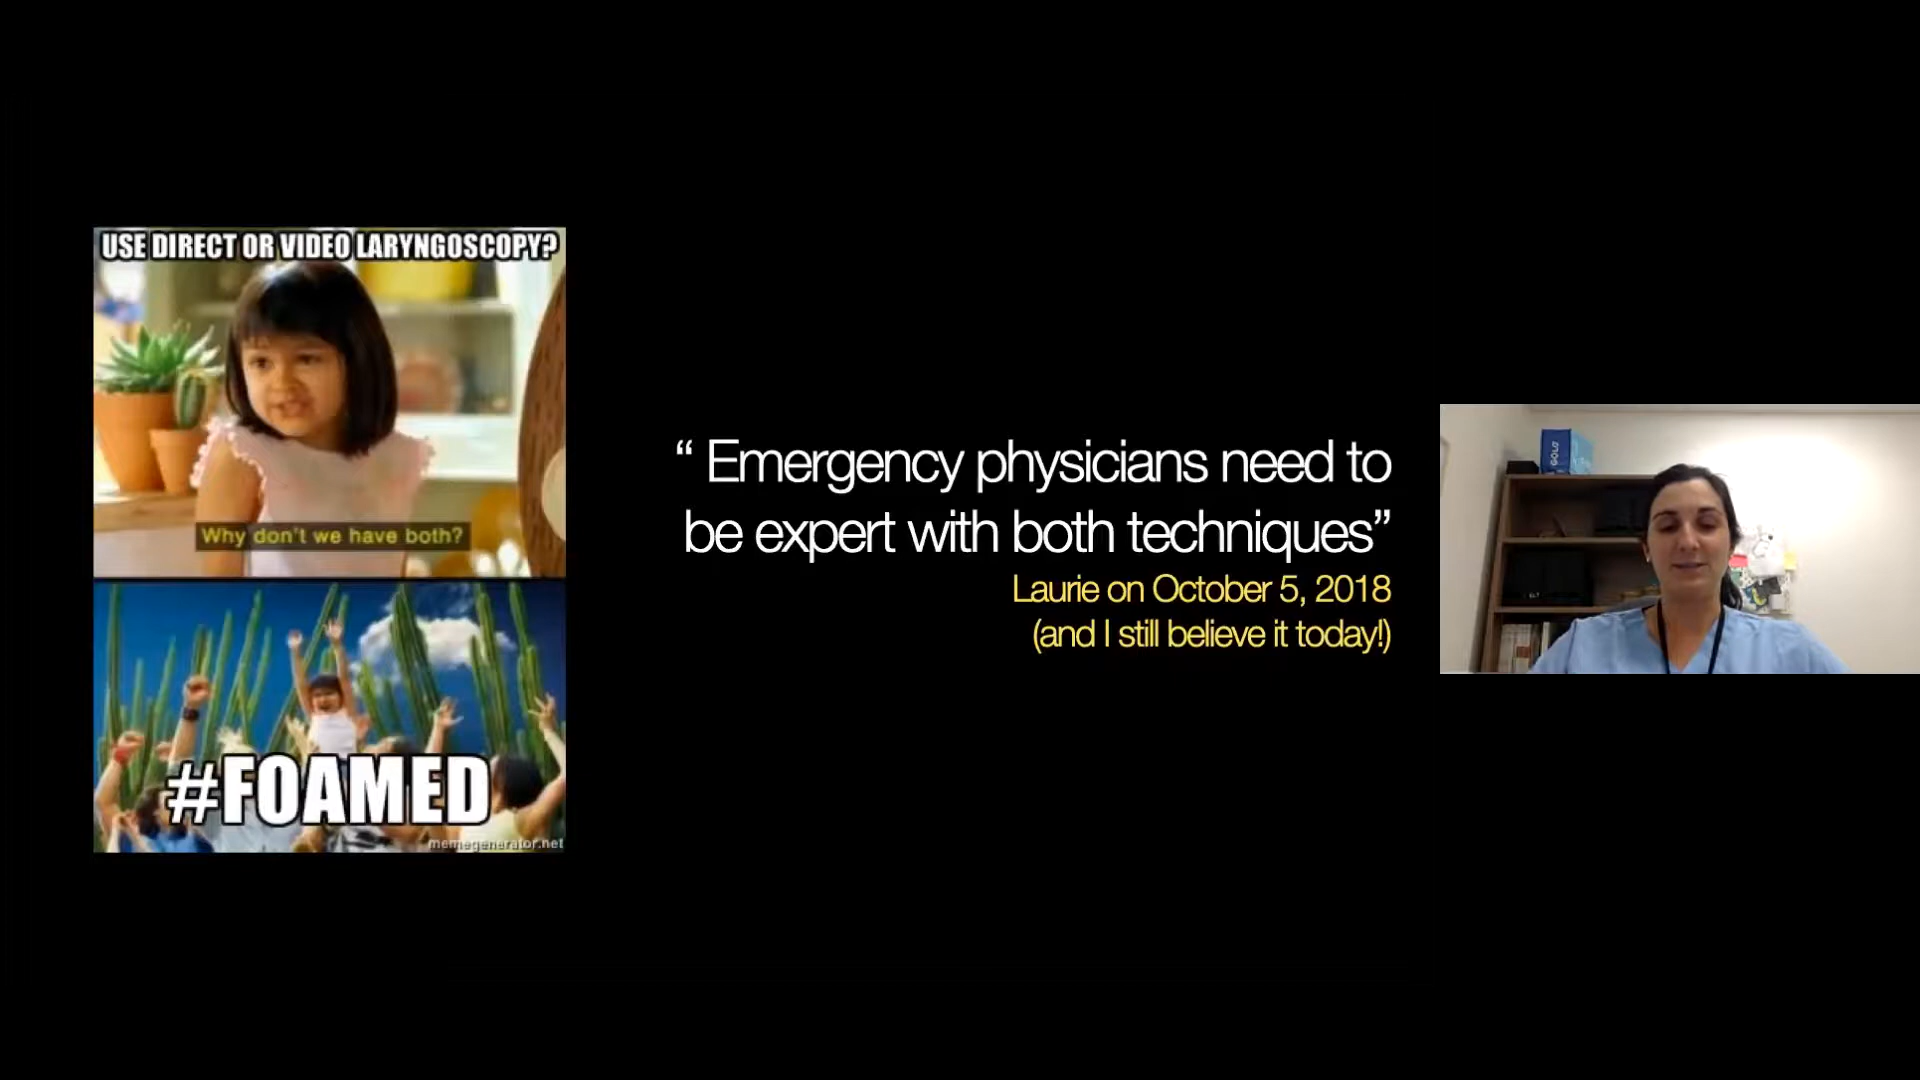 USE DIRECT OR VIDEO LARYNGOSCOPY?
Why don't we have both?
#FOAMED
memegenerator.net
“ Emergency physicians need to
be expert with both techniques”
Laurie on October 5, 2018
(and I still believe it today!)
GOLD